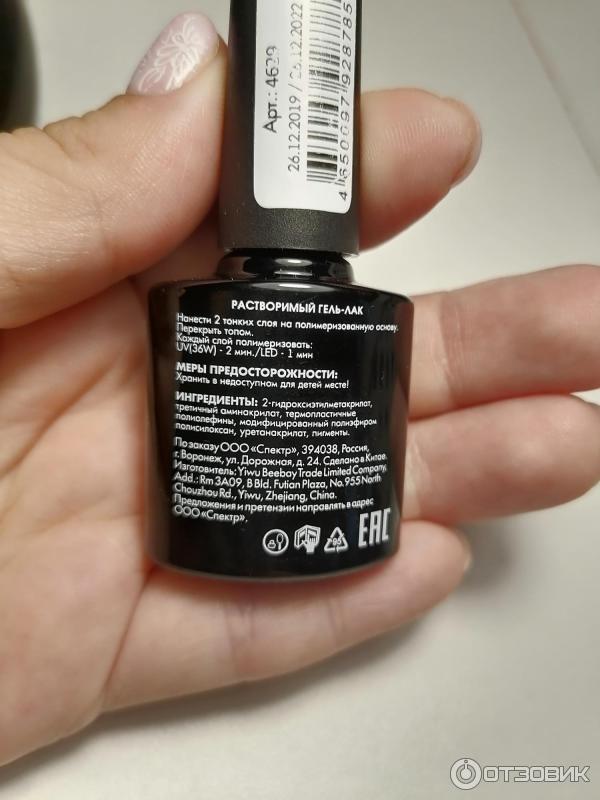 Арт.: 4639
26.12.2019 / 26.12.2022
4650097928785
РАСТВОРИМЫЙ ГЕЛЬ-ЛАК
Нанести 2 тонких слоя на полимеризованную основу.
Перекрыть топом.
Каждый слой полимеризовать:
UV(36W) - 2 мин./LED - 1 мин
МЕРЫ ПРЕДОСТОРОЖНОСТИ:
Хранить в недоступном для детей месте!
ИНГРЕДИЕНТЫ: 2-гидроксиэтилметакрилат,
третичный аминакрилат, термопластичные
полиолефины, модифицированный полиэфиром
полисилоксан, уретанакрилат, пигменты.
По заказу ООО «Спектр», 394038, Россия,
г. Воронеж, ул. Дорожная, д. 24. Сделано в Китае.
Изготовитель: Yiwu Beebay Trade Limited Company,
Add.: Rm 3A09, B Bld. Futian Plaza, No. 955 North
Chouzhou Rd., Yiwu, Zhejiang, China.
Предложения и претензии направлять в адрес
ООО «Спектр».
EAC
ОТЗОВИК